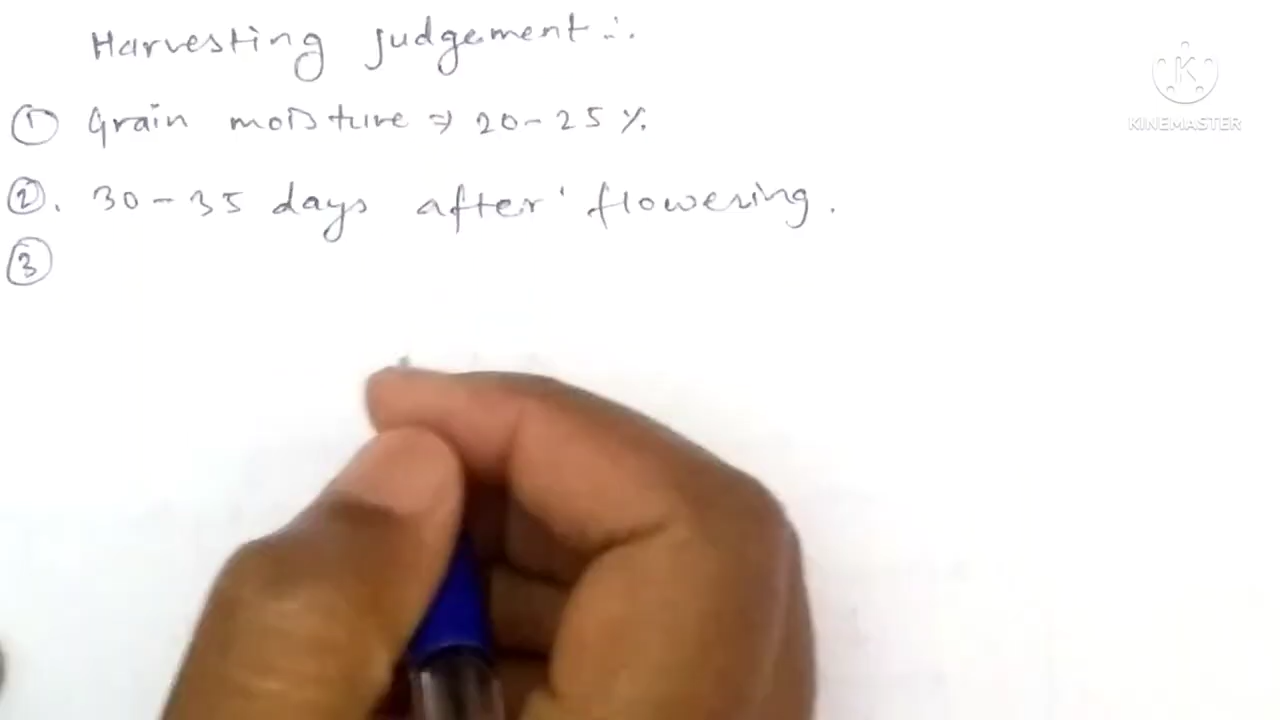 Harvesting judgement :-
① Grain moisture ⇒ 20-25 %.
②. 30-35 days after flowering.
③
KINEMASTER